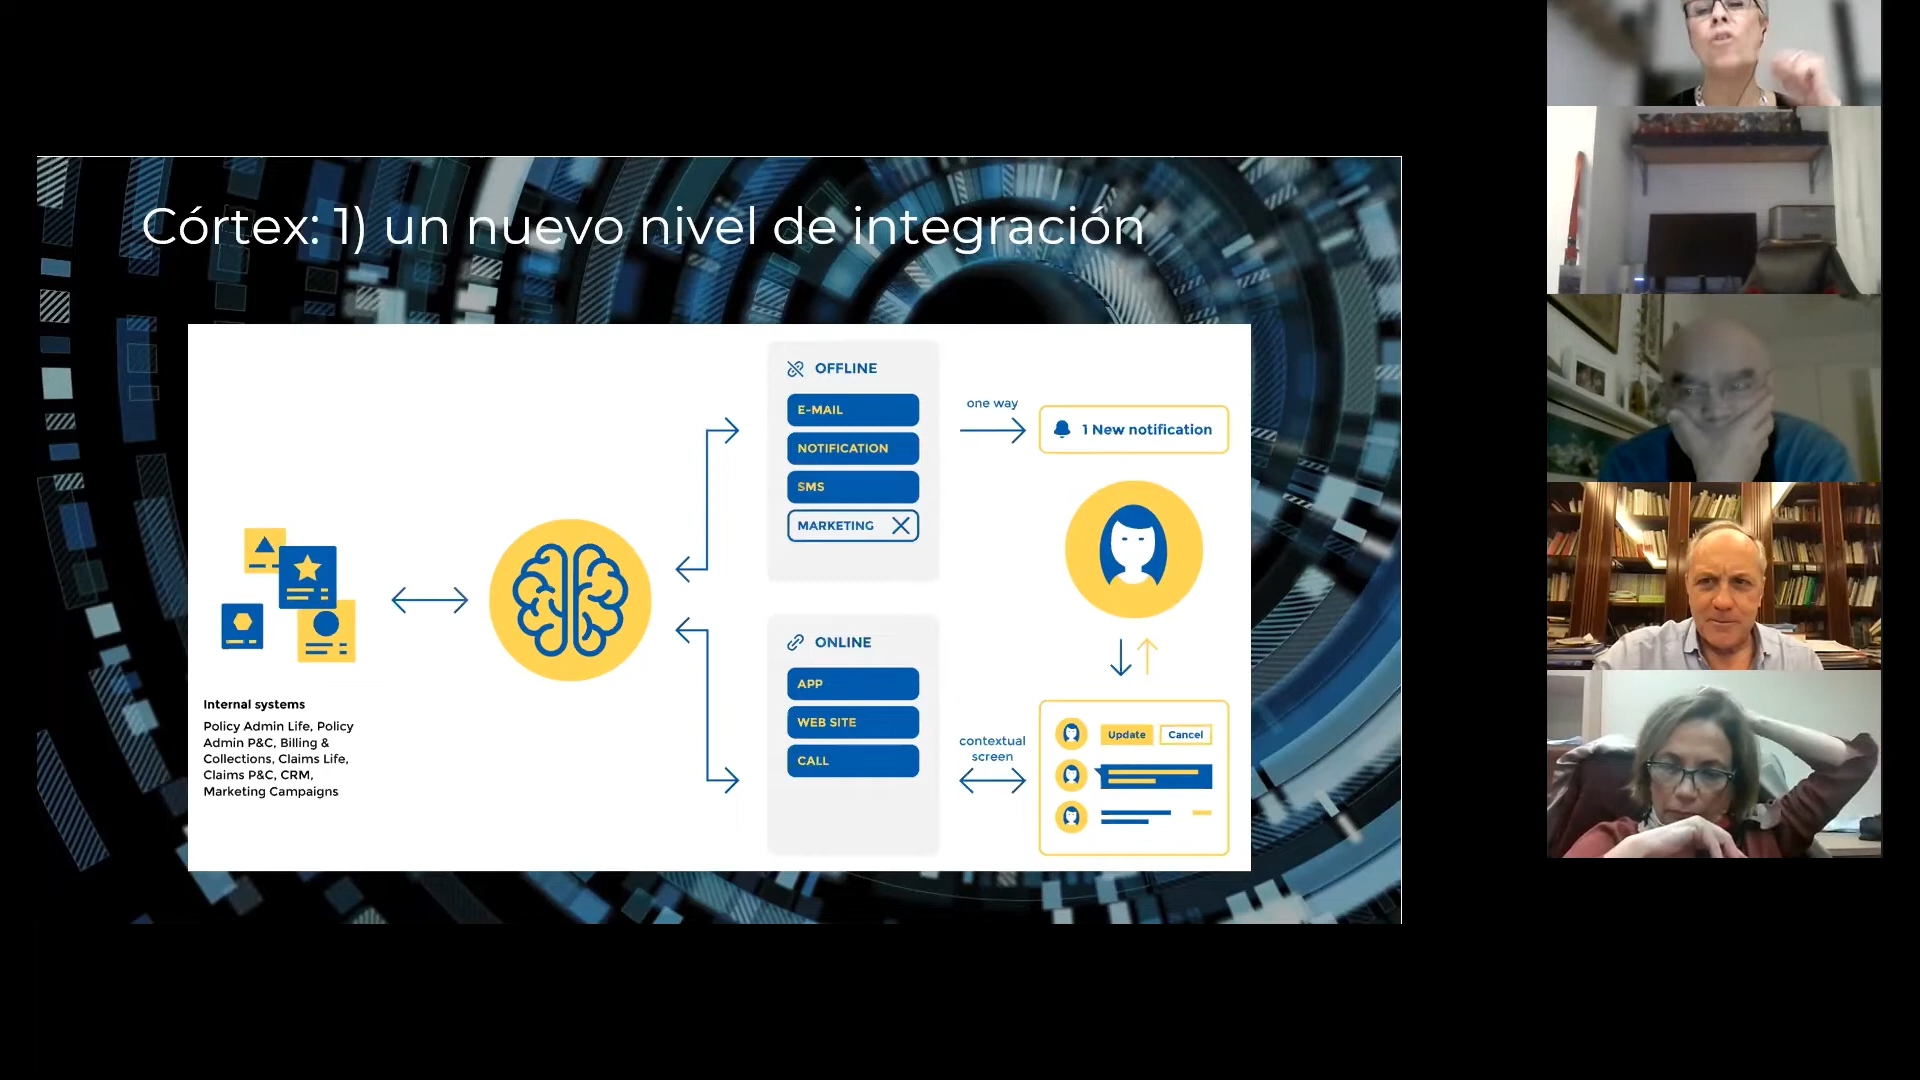 Córtex: 1) un nuevo nivel de integración
OFFLINE
E-MAIL
NOTIFICATION
SMS
MARKETING
one way
1 New notification
Internal systems
Policy Admin Life, Policy
Admin P&C, Billing &
Collections, Claims Life,
Claims P&C, CRM,
Marketing Campaigns
ONLINE
APP
WEB SITE
CALL
contextual
screen
Update
Cancel